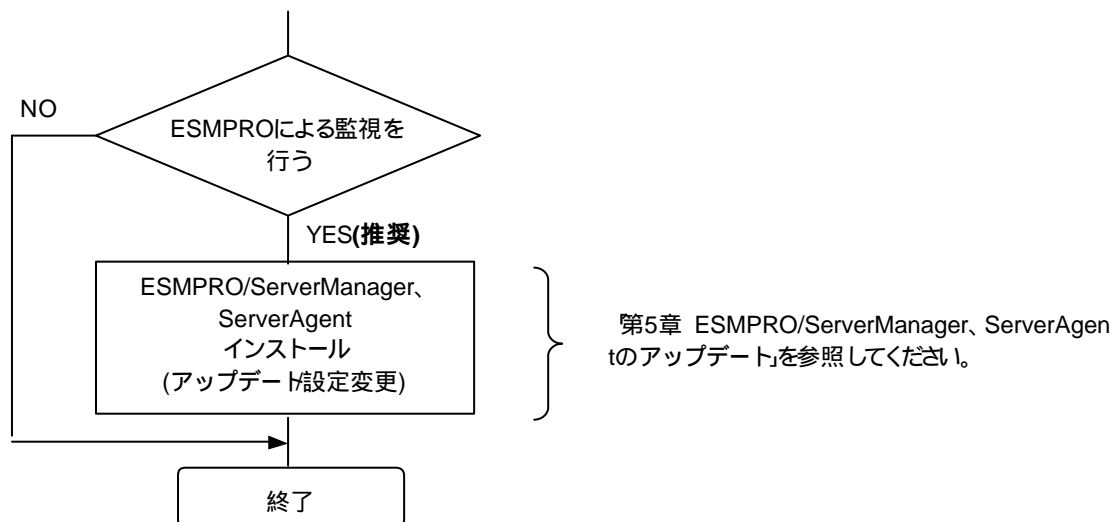 NO
ESMPROによる監視を
行う
YES(推奨)
ESMPRO/ServerManager、
ServerAgent
インストール
(アップデート/設定変更)
「第5章 ESMPRO/ServerManager、ServerAgen
tのアップデート」を参照してください。
終了